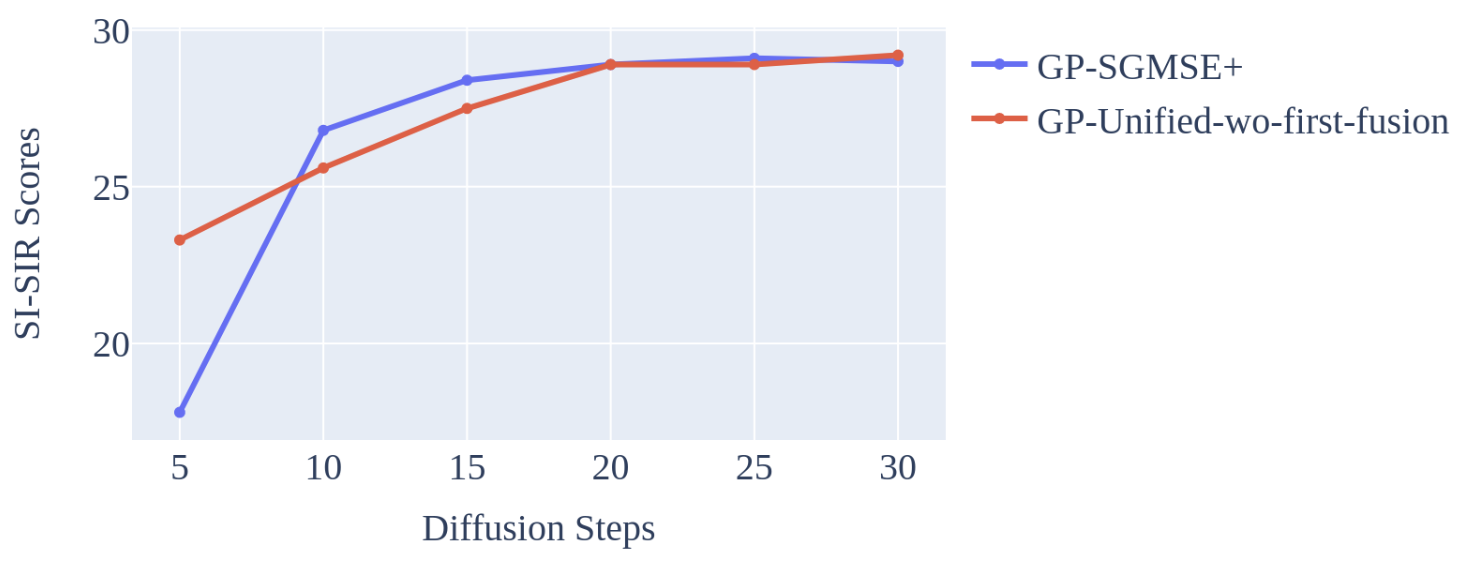 30
25
20
SI-SIR Scores
5 10 15 20 25 30
Diffusion Steps
GP-SGMSE+
GP-Unified-wo-first-fusion